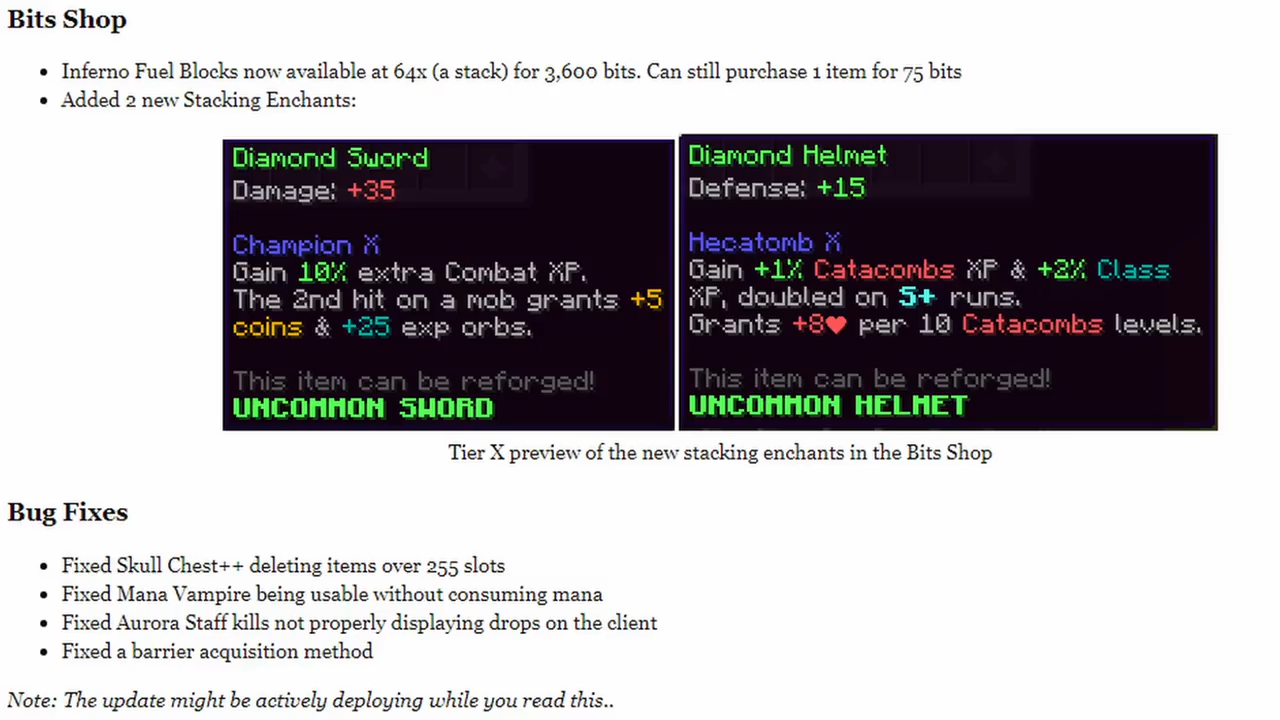 Bits Shop
• Inferno Fuel Blocks now available at 64x (a stack) for 3,600 bits. Can still purchase 1 item for 75 bits
• Added 2 new Stacking Enchants:
Diamond Sword
Damage: +35
Champion X
Gain 10% extra Combat XP.
The 2nd hit on a mob grants +5
coins & +25 exp orbs.
This item can be reforged!
UNCOMMON SWORD
Diamond Helmet
Defense: +15
Hecatomb X
Gain +1% Catacombs XP & +2% Class
XP, doubled on S+ runs.
Grants +8❤ per 10 Catacombs levels.
This item can be reforged!
UNCOMMON HELMET
Tier X preview of the new stacking enchants in the Bits Shop
Bug Fixes
• Fixed Skull Chest++ deleting items over 255 slots
• Fixed Mana Vampire being usable without consuming mana
• Fixed Aurora Staff kills not properly displaying drops on the client
• Fixed a barrier acquisition method
Note: The update might be actively deploying while you read this..